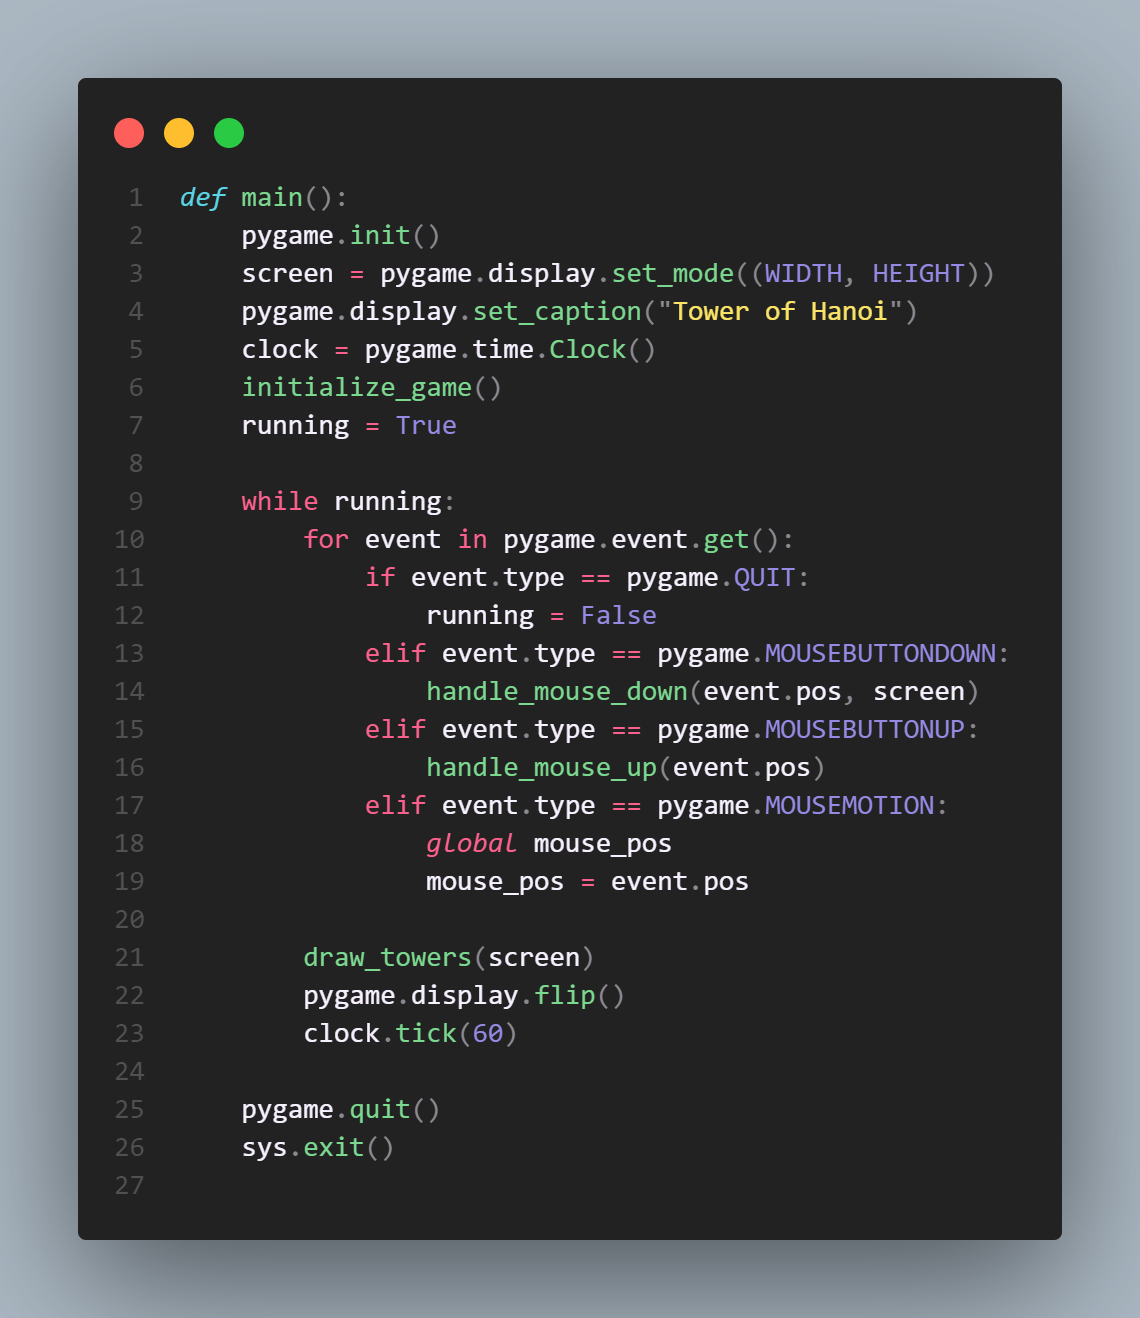 1 def main():
2     pygame.init()
3     screen = pygame.display.set_mode((WIDTH, HEIGHT))
4     pygame.display.set_caption("Tower of Hanoi")
5     clock = pygame.time.Clock()
6     initialize_game()
7     running = True
8
9     while running:
10         for event in pygame.event.get():
11             if event.type == pygame.QUIT:
12                 running = False
13             elif event.type == pygame.MOUSEBUTTONDOWN:
14                 handle_mouse_down(event.pos, screen)
15             elif event.type == pygame.MOUSEBUTTONUP:
16                 handle_mouse_up(event.pos)
17             elif event.type == pygame.MOUSEMOTION:
18                 global mouse_pos
19                 mouse_pos = event.pos
20
21         draw_towers(screen)
22         pygame.display.flip()
23         clock.tick(60)
24
25     pygame.quit()
26     sys.exit()
27